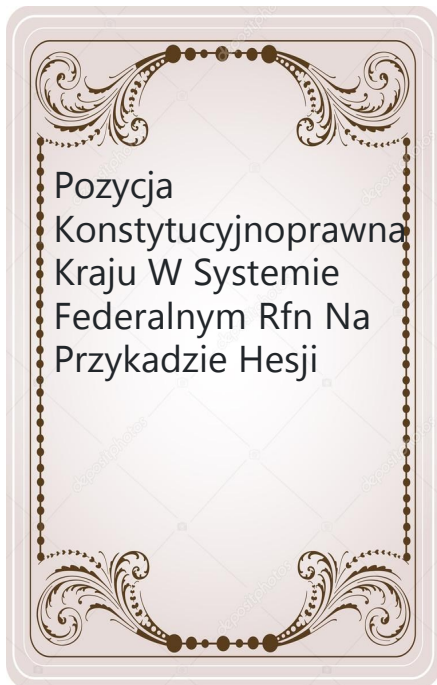 Pozycja
Konstytucyjnoprawna
Kraju W Systemie
Federalnym Rfn Na
Przykadzie Hesji